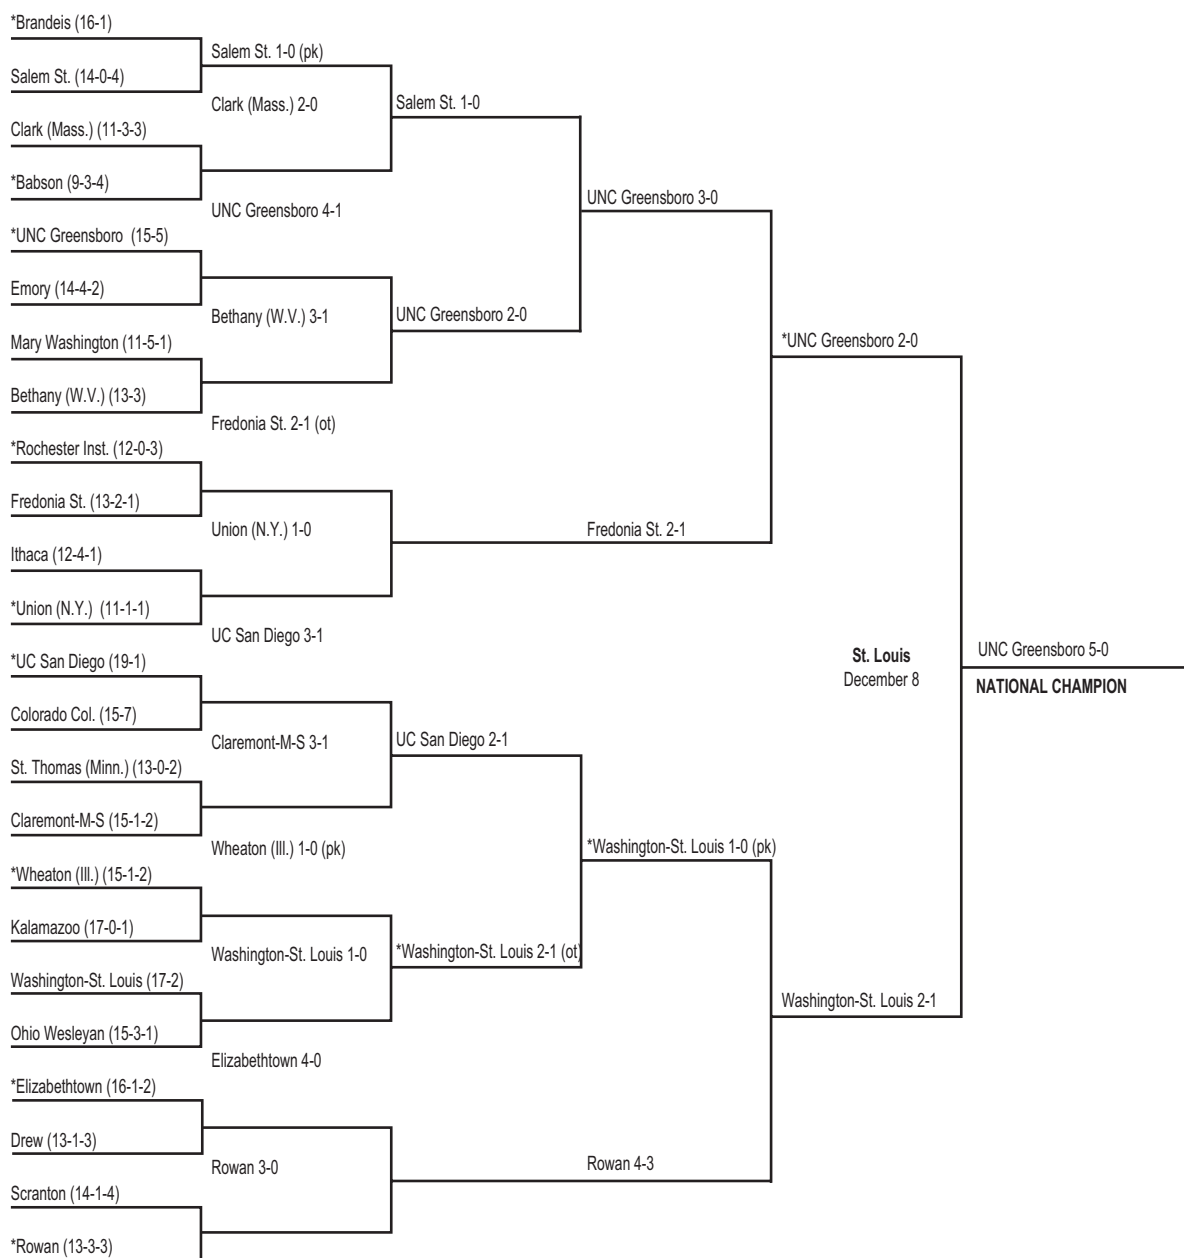 *Brandeis (16-1)
Salem St. (14-0-4)
Clark (Mass.) (11-3-3)
*Babson (9-3-4)
*UNC Greensboro (15-5)
Emory (14-4-2)
Mary Washington (11-5-1)
Bethany (W.V.) (13-3)
*Rochester Inst. (12-0-3)
Fredonia St. (13-2-1)
Ithaca (12-4-1)
*Union (N.Y.) (11-1-1)
*UC San Diego (19-1)
Colorado Col. (15-7)
St. Thomas (Minn.) (13-0-2)
Claremont-M-S (15-1-2)
*Wheaton (Ill.) (15-1-2)
Kalamazoo (17-0-1)
Washington-St. Louis (17-2)
Ohio Wesleyan (15-3-1)
*Elizabethtown (16-1-2)
Drew (13-1-3)
Scranton (14-1-4)
*Rowan (13-3-3)
Salem St. 1-0 (pk)
Clark (Mass.) 2-0
UNC Greensboro 4-1
Bethany (W.V.) 3-1
Fredonia St. 2-1 (ot)
Union (N.Y.) 1-0
UC San Diego 3-1
Claremont-M-S 3-1
Wheaton (Ill.) 1-0 (pk)
Washington-St. Louis 1-0
Elizabethtown 4-0
Rowan 3-0
Salem St. 1-0
UNC Greensboro 2-0
UC San Diego 2-1
*Washington-St. Louis 2-1 (ot)
UNC Greensboro 3-0
Fredonia St. 2-1
*Washington-St. Louis 1-0 (pk)
Rowan 4-3
*UNC Greensboro 2-0
Washington-St. Louis 2-1
St. Louis
December 8
UNC Greensboro 5-0
NATIONAL CHAMPION